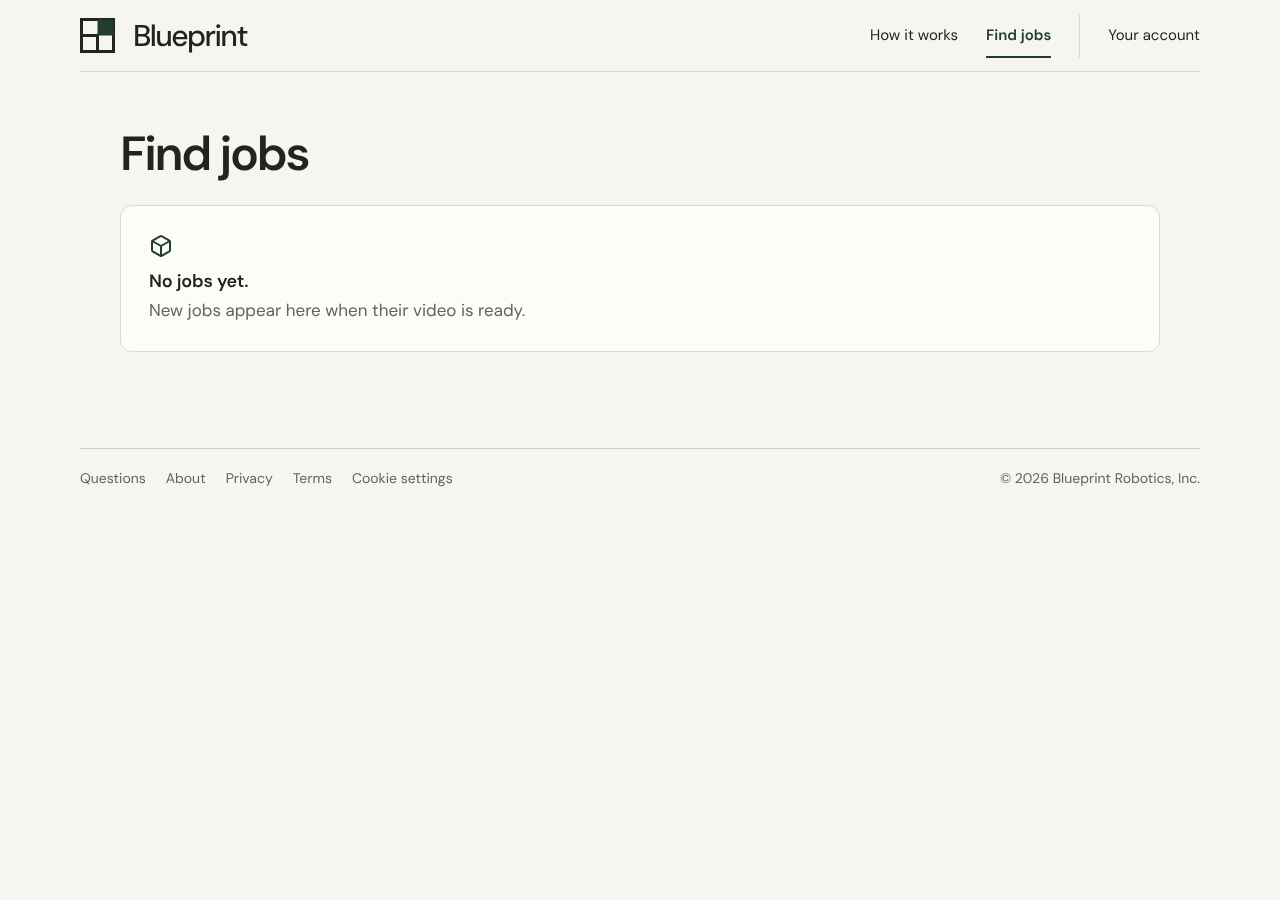 Blueprint
How it works
Find jobs
Your account
Find jobs
No jobs yet.
New jobs appear here when their video is ready.
Questions
About
Privacy
Terms
Cookie settings
© 2026 Blueprint Robotics, Inc.